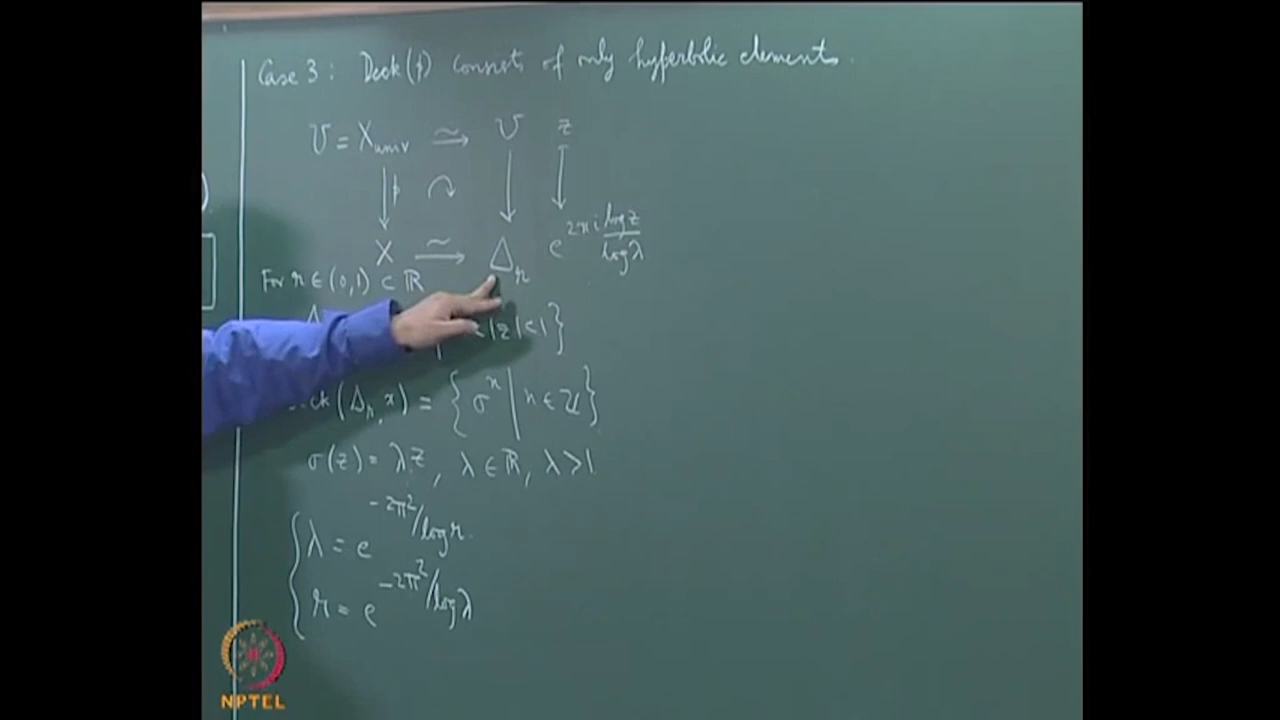 Case 3: Deck(p) consists of only hyperbolic elements.
U = X_univ ≃→ U z
p
X ≃→ Δ_r e^{2πi log z / log λ}
For r ∈ (0,1) ⊂ ℝ
< |z| < 1}
(Δ_r, x) = {σ^n | n ∈ ℤ}
σ(z) = λz, λ ∈ ℝ, λ > 1.
λ = e^{-2π²/log r}
r = e^{-2π²/log λ}
NPTEL